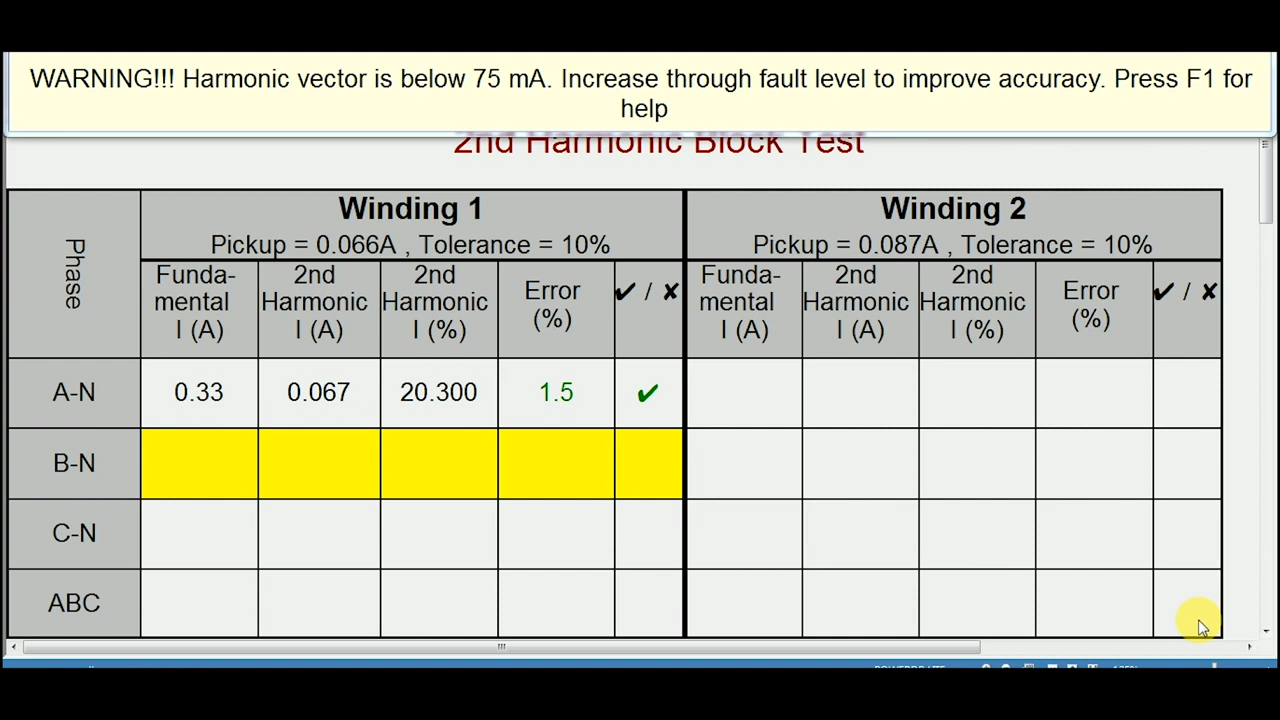 WARNING!!! Harmonic vector is below 75 mA. Increase through fault level to improve accuracy. Press F1 for
help
2nd Harmonic Block Test
Phase
Winding 1
Pickup = 0.066A , Tolerance = 10%
Winding 2
Pickup = 0.087A , Tolerance = 10%
Funda-
mental
I (A)
2nd
Harmonic
I (A)
2nd
Harmonic
I (%)
Error
(%)
✔ / ✘
Funda-
mental
I (A)
2nd
Harmonic
I (A)
2nd
Harmonic
I (%)
Error
(%)
✔ / ✘
A-N 0.33 0.067 20.300 1.5 ✔
B-N
C-N
ABC